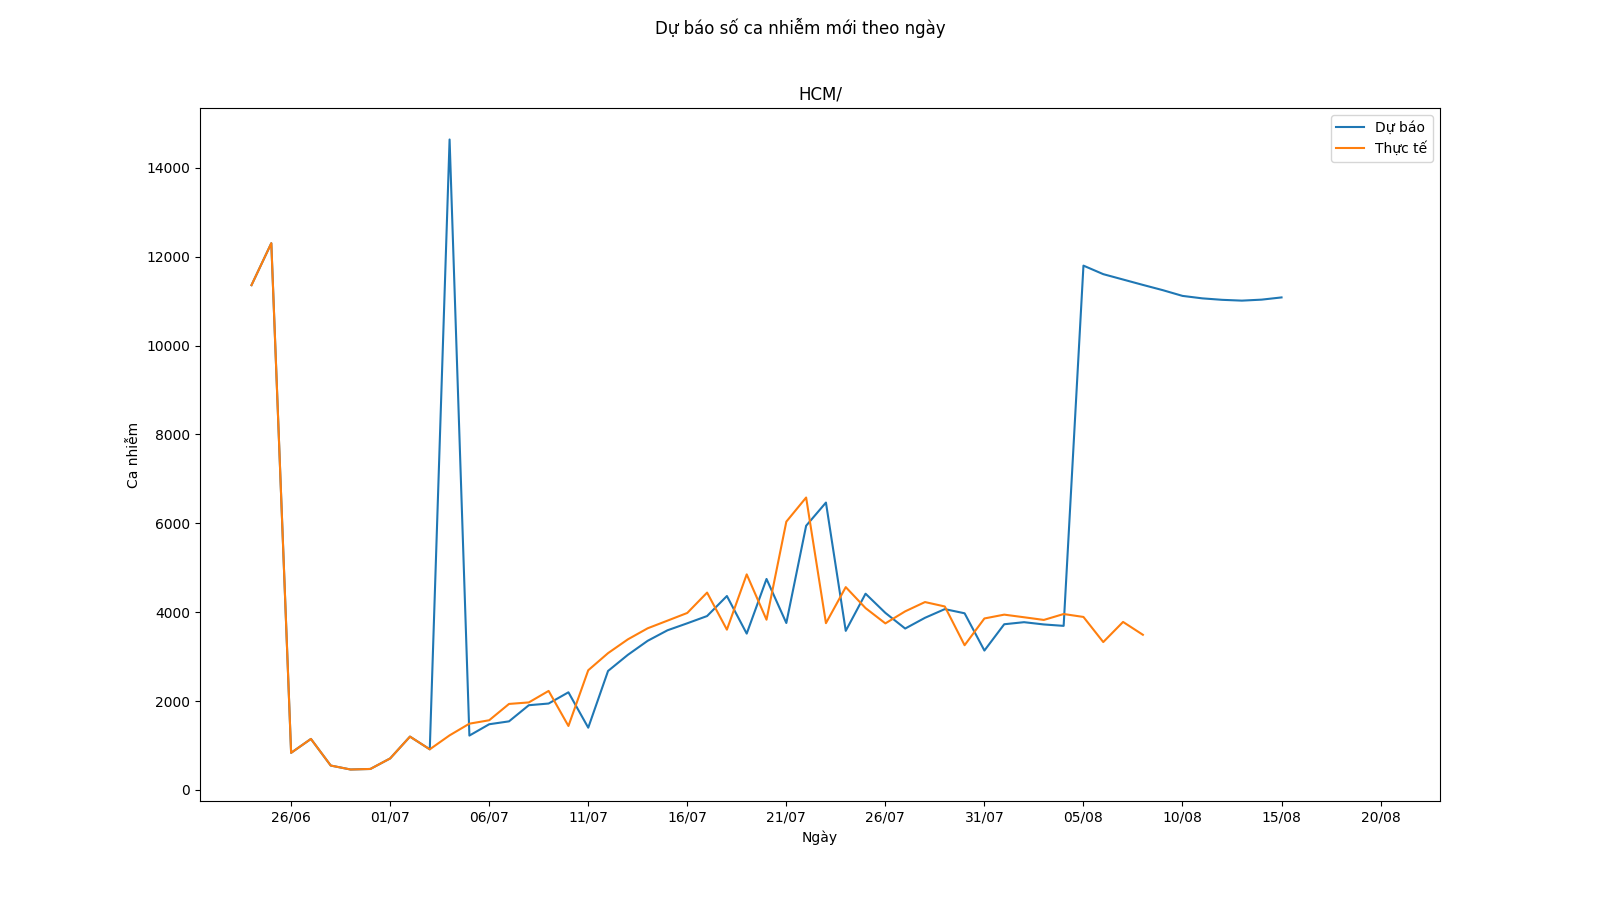 Dự báo số ca nhiễm mới theo ngày
HCM/
Dự báo
Thực tế
14000
12000
10000
8000
6000
4000
2000
0
Ca nhiễm
26/06 01/07 06/07 11/07 16/07 21/07 26/07 31/07 05/08 10/08 15/08 20/08
Ngày